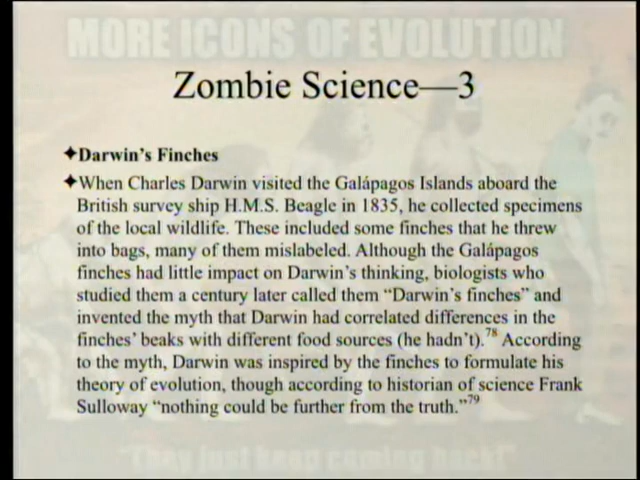 MORE ICONS OF EVOLUTION
Zombie Science—3
✦Darwin's Finches
✦When Charles Darwin visited the Galápagos Islands aboard the
British survey ship H.M.S. Beagle in 1835, he collected specimens
of the local wildlife. These included some finches that he threw
into bags, many of them mislabeled. Although the Galápagos
finches had little impact on Darwin's thinking, biologists who
studied them a century later called them “Darwin's finches” and
invented the myth that Darwin had correlated differences in the
finches' beaks with different food sources (he hadn't).78 According
to the myth, Darwin was inspired by the finches to formulate his
theory of evolution, though according to historian of science Frank
Sulloway “nothing could be further from the truth.”79
"They just keep coming back!"